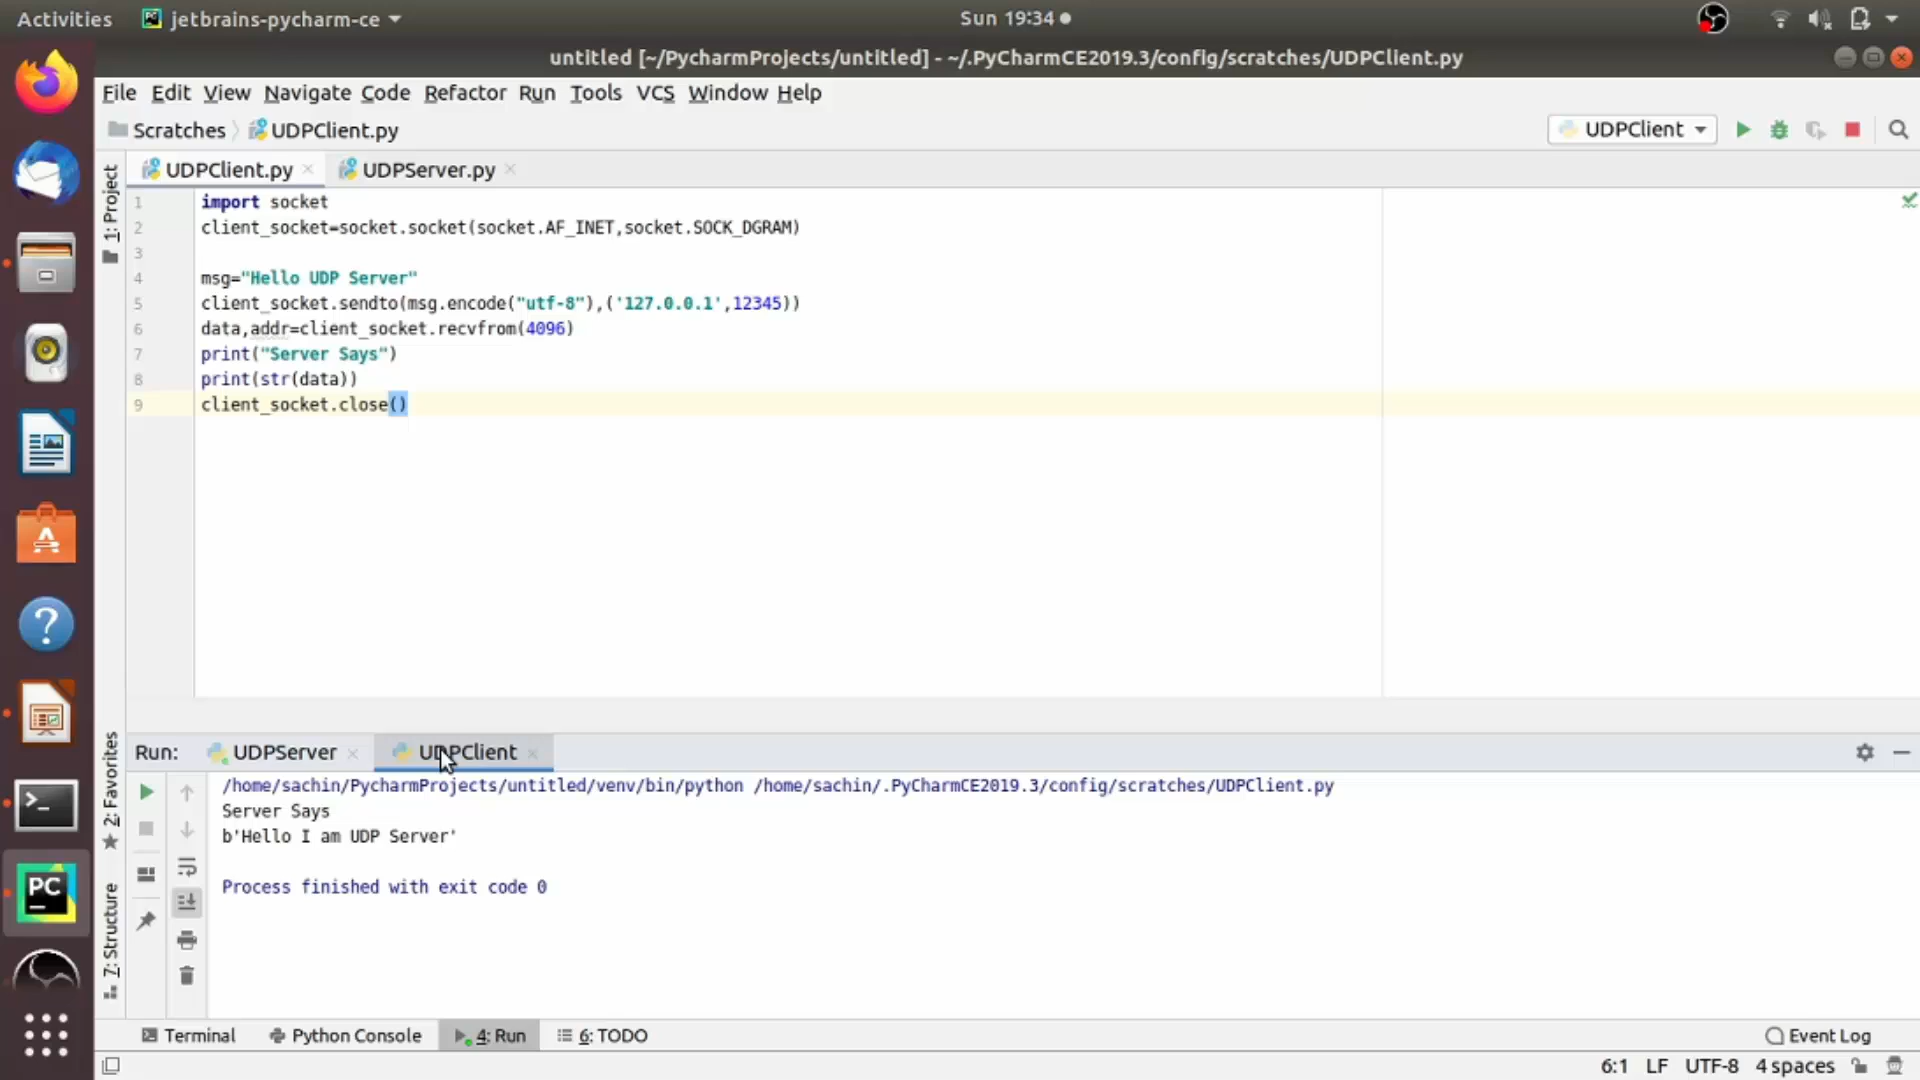 Activities jetbrains-pycharm-ce Sun 19:34
untitled [~/PycharmProjects/untitled] - ~/.PyCharmCE2019.3/config/scratches/UDPClient.py
File Edit View Navigate Code Refactor Run Tools VCS Window Help
Scratches UDPClient.py UDPClient
UDPClient.py UDPServer.py
1: Project
1 import socket
2 client_socket=socket.socket(socket.AF_INET,socket.SOCK_DGRAM)
3
4 msg="Hello UDP Server"
5 client_socket.sendto(msg.encode("utf-8"),('127.0.0.1',12345))
6 data,addr=client_socket.recvfrom(4096)
7 print("Server Says")
8 print(str(data))
9 client_socket.close()
2: Favorites
7: Structure
Run: UDPServer UDPClient
/home/sachin/PycharmProjects/untitled/venv/bin/python /home/sachin/.PyCharmCE2019.3/config/scratches/UDPClient.py
Server Says
b'Hello I am UDP Server'
Process finished with exit code 0
PC
Terminal Python Console 4: Run 6: TODO Event Log
6:1 LF UTF-8 4 spaces